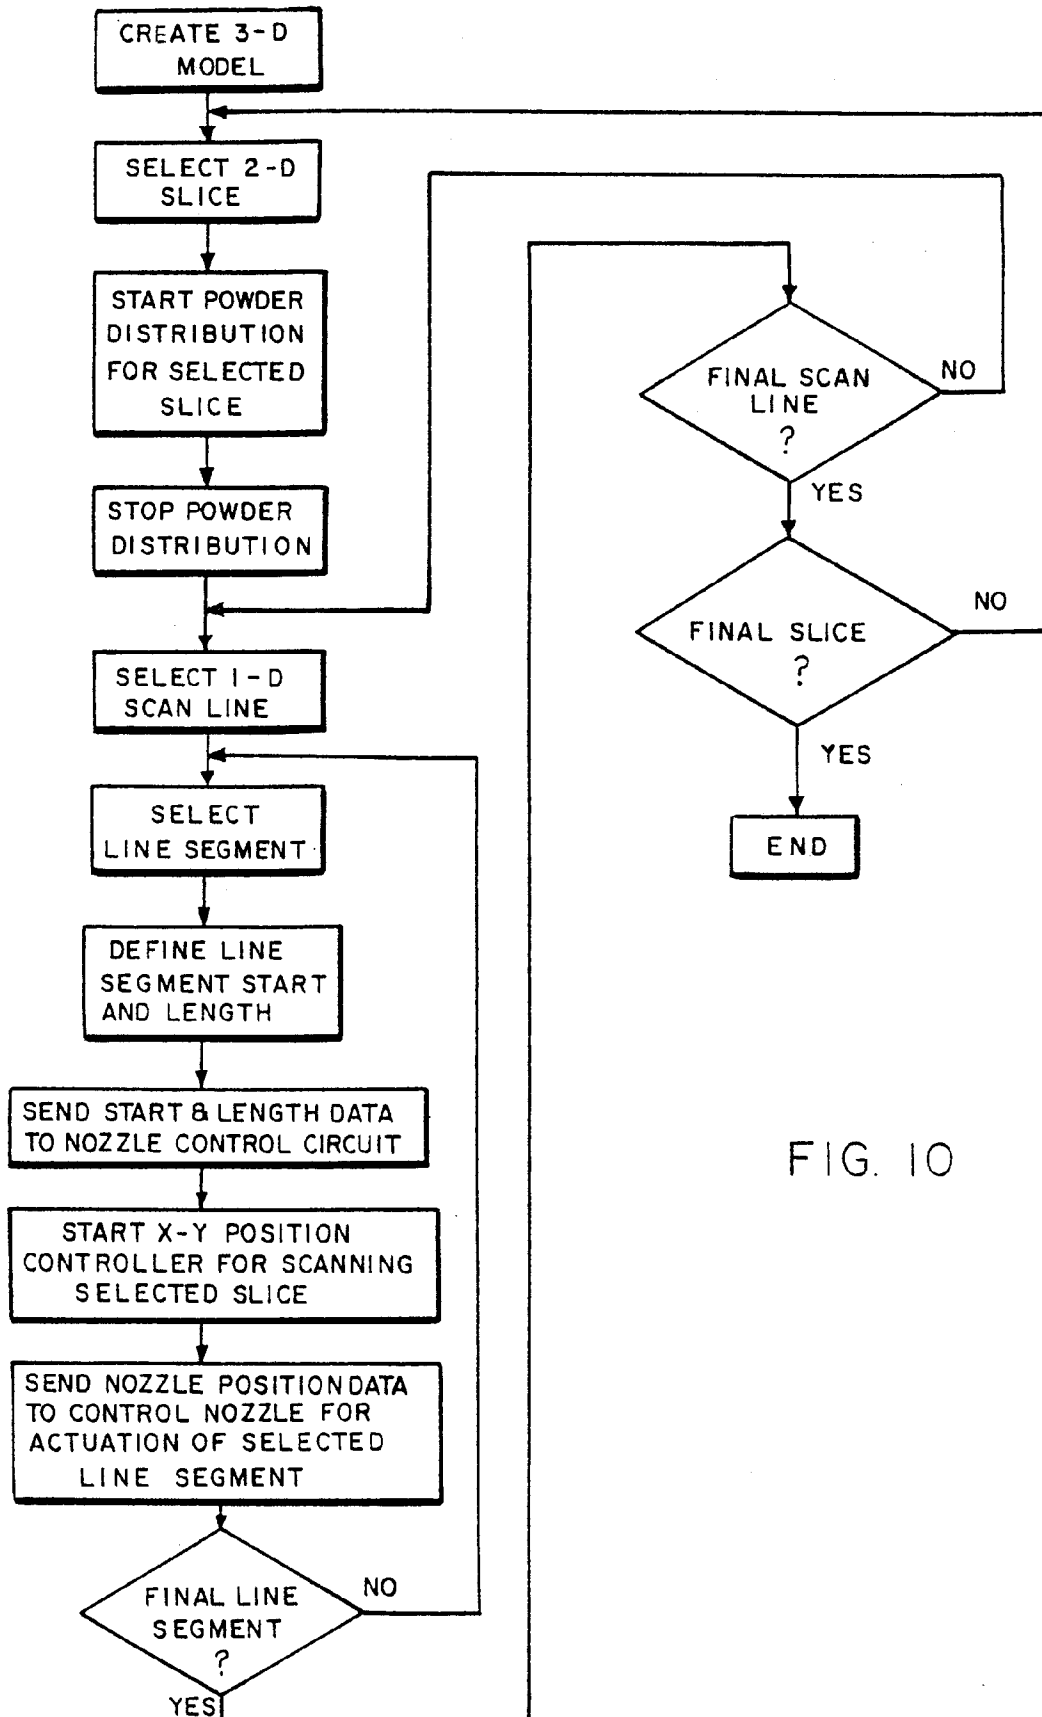 CREATE 3-D
MODEL
SELECT 2-D
SLICE
START POWDER
DISTRIBUTION
FOR SELECTED
SLICE
STOP POWDER
DISTRIBUTION
SELECT 1-D
SCAN LINE
SELECT
LINE SEGMENT
DEFINE LINE
SEGMENT START
AND LENGTH
SEND START & LENGTH DATA
TO NOZZLE CONTROL CIRCUIT
START X-Y POSITION
CONTROLLER FOR SCANNING
SELECTED SLICE
SEND NOZZLE POSITION DATA
TO CONTROL NOZZLE FOR
ACTUATION OF SELECTED
LINE SEGMENT
FINAL LINE
SEGMENT
?
NO
YES
FINAL SCAN
LINE
?
NO
YES
FINAL SLICE
?
NO
YES
END
FIG. 10